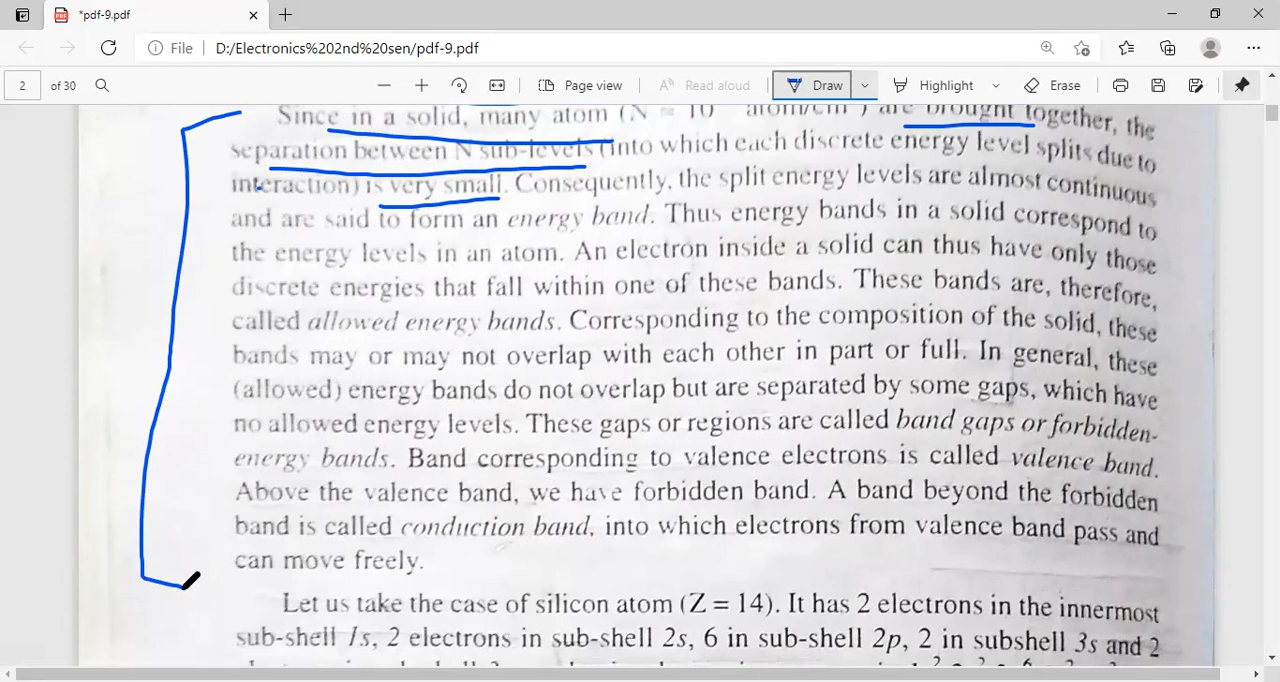 *pdf-9.pdf
File D:/Electronics%202nd%20sen/pdf-9.pdf
2 of 30 Page view Read aloud Draw Highlight Erase
Since in a solid, many atom (N = 10 atom/cm ) are brought together, the
separation between N sub-levels (into which each discrete energy level splits due to
interaction) is very small. Consequently, the split energy levels are almost continuous
and are said to form an energy band. Thus energy bands in a solid correspond to
the energy levels in an atom. An electron inside a solid can thus have only those
discrete energies that fall within one of these bands. These bands are, therefore,
called allowed energy bands. Corresponding to the composition of the solid, these
bands may or may not overlap with each other in part or full. In general, these
(allowed) energy bands do not overlap but are separated by some gaps, which have
no allowed energy levels. These gaps or regions are called band gaps or forbidden-
energy bands. Band corresponding to valence electrons is called valence band.
Above the valence band, we have forbidden band. A band beyond the forbidden
band is called conduction band, into which electrons from valence band pass and
can move freely.
Let us take the case of silicon atom (Z = 14). It has 2 electrons in the innermost
sub-shell 1s, 2 electrons in sub-shell 2s, 6 in sub-shell 2p, 2 in subshell 3s and 2